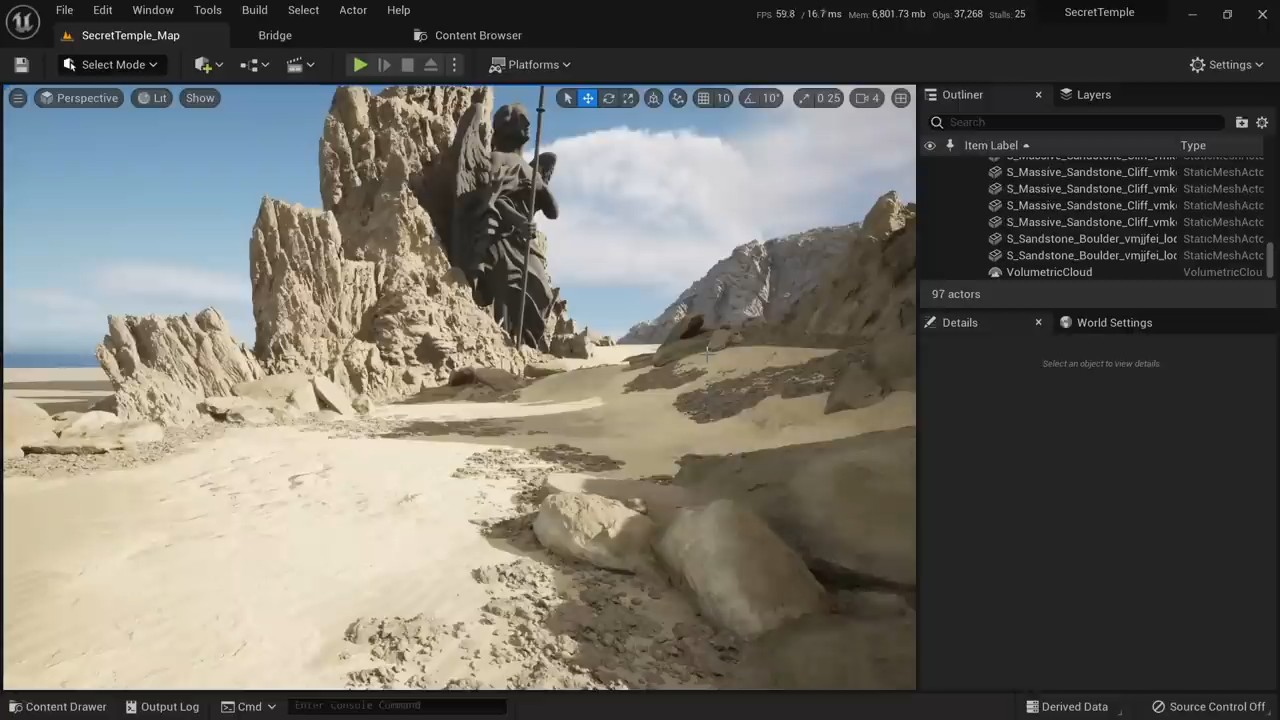 File Edit Window Tools Build Select Actor Help
FPS: 59.8 / 16.7 ms Mem: 6,801.73 mb Objs: 37,268 Stalls: 25
SecretTemple
SecretTemple_Map
Bridge
Content Browser
Select Mode
Platforms
Settings
Perspective
Lit
Show
10
10°
0.25
4
Outliner
Layers
Search
Item Label
Type
S_Massive_Sandstone_Cliff_vmk StaticMeshActo
S_Massive_Sandstone_Cliff_vmk StaticMeshActo
S_Massive_Sandstone_Cliff_vmk StaticMeshActo
S_Massive_Sandstone_Cliff_vmk StaticMeshActo
S_Massive_Sandstone_Cliff_vmk StaticMeshActo
S_Sandstone_Boulder_vmjjfei_loc StaticMeshActo
S_Sandstone_Boulder_vmjjfei_loc StaticMeshActo
VolumetricCloud VolumetricClou
97 actors
Details
World Settings
Select an object to view details.
Content Drawer
Output Log
Cmd
Enter Console Command
Derived Data
Source Control Off